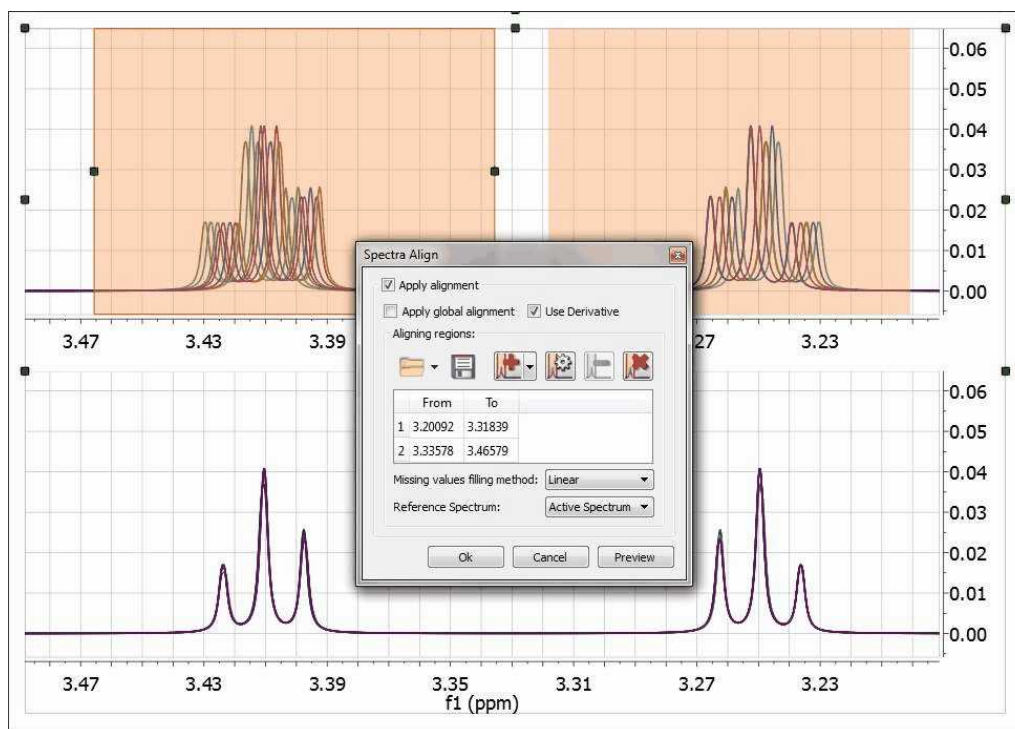 0.06
0.05
0.04
0.03
0.02
0.01
0.00
3.47 3.43 3.39 3.27 3.23
Spectra Align
Apply alignment
Apply global alignment Use Derivative
Aligning regions:
From To
1 3.20092 3.31839
2 3.33578 3.46579
Missing values filling method: Linear
Reference Spectrum: Active Spectrum
Ok Cancel Preview
0.06
0.05
0.04
0.03
0.02
0.01
0.00
3.47 3.43 3.39 3.35 3.31 3.27 3.23
f1 (ppm)